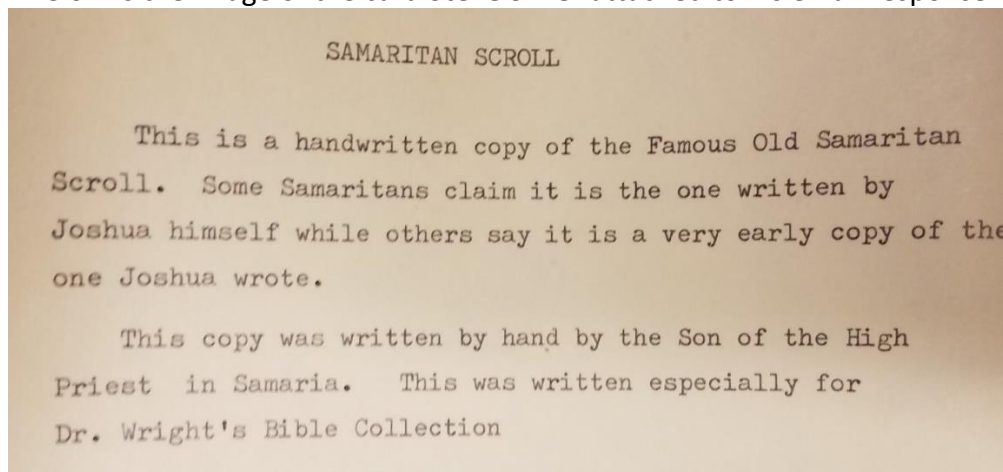 SAMARITAN SCROLL
This is a handwritten copy of the Famous Old Samaritan
Scroll. Some Samaritans claim it is the one written by
Joshua himself while others say it is a very early copy of the
one Joshua wrote.
This copy was written by hand by the Son of the High
Priest in Samaria. This was written especially for
Dr. Wright's Bible Collection